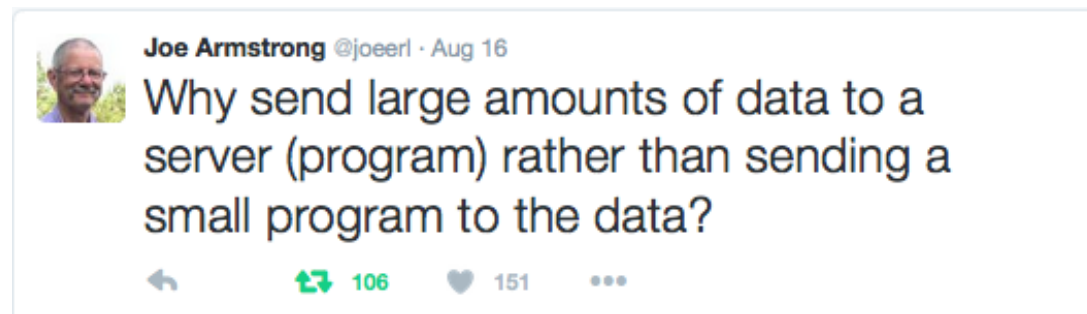 Joe Armstrong @joeerl · Aug 16
Why send large amounts of data to a
server (program) rather than sending a
small program to the data?
106 151